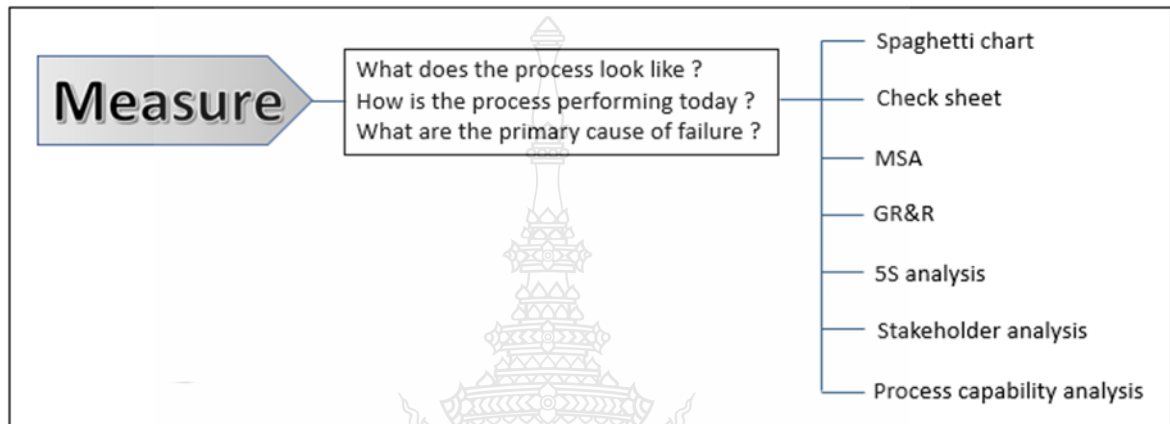 Measure
What does the process look like ?
How is the process performing today ?
What are the primary cause of failure ?
Spaghetti chart
Check sheet
MSA
GR&R
5S analysis
Stakeholder analysis
Process capability analysis